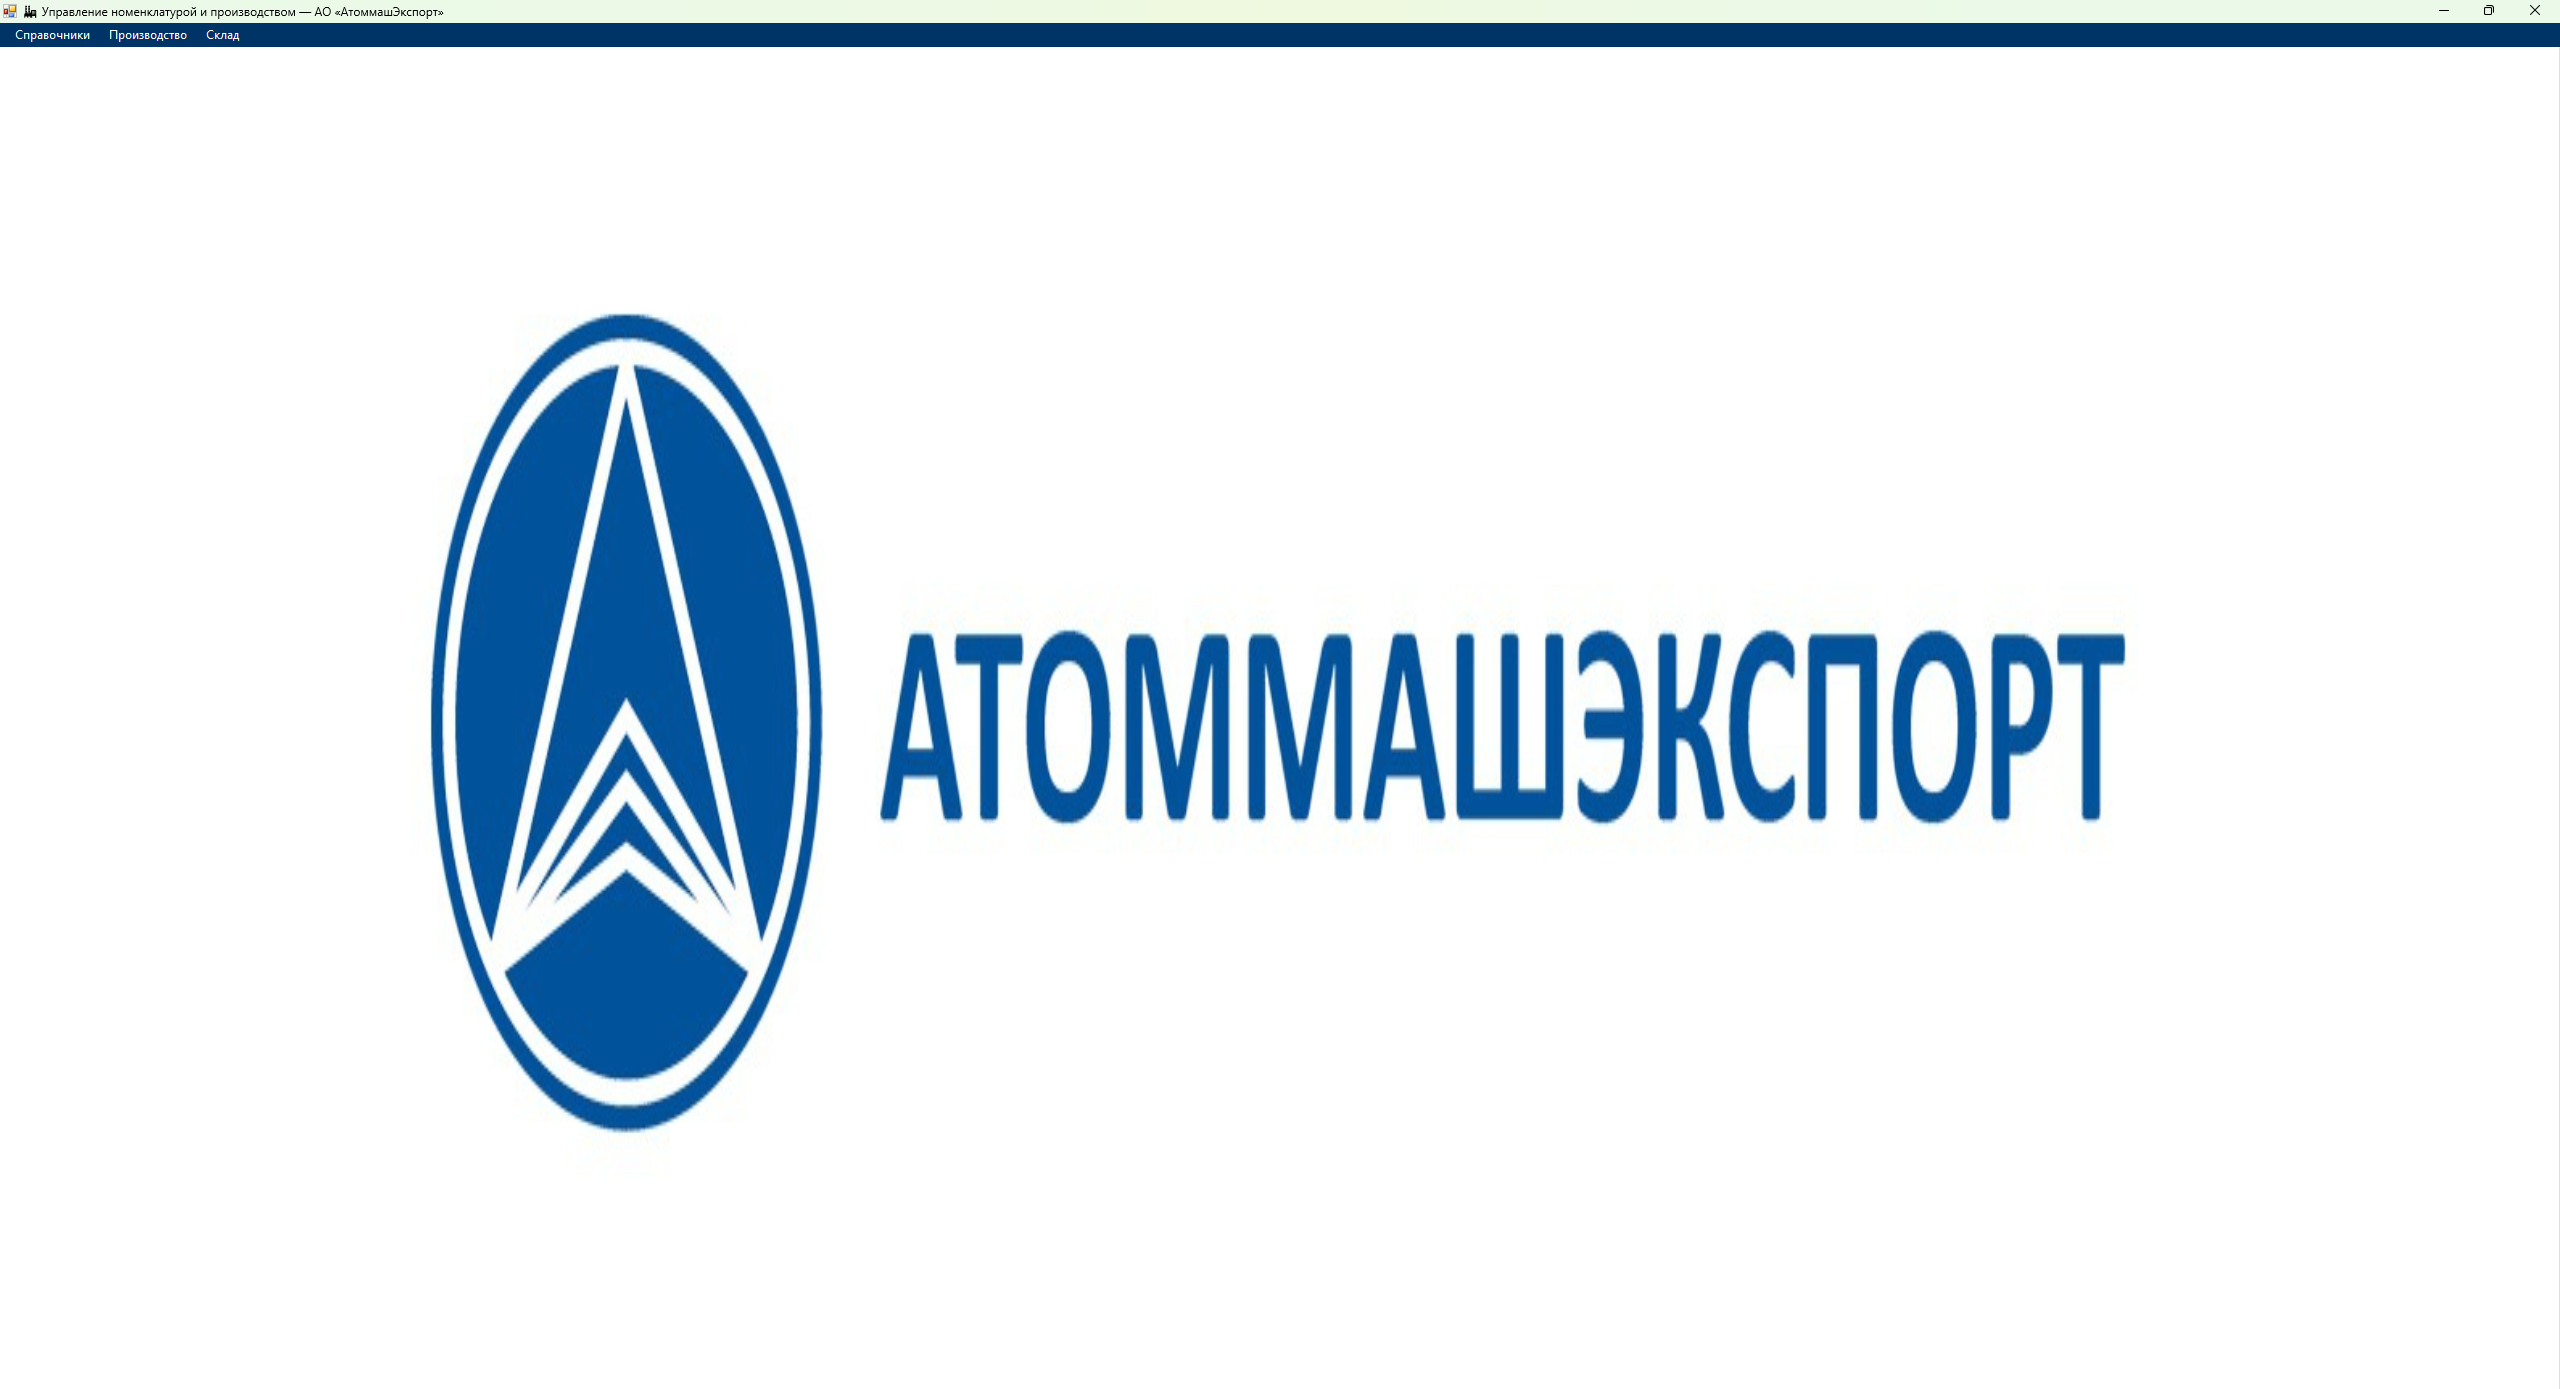 Управление номенклатурой и производством — АО «АтоммашЭкспорт»
Справочники Производство Склад
АТОММАШЭКСПОРТ